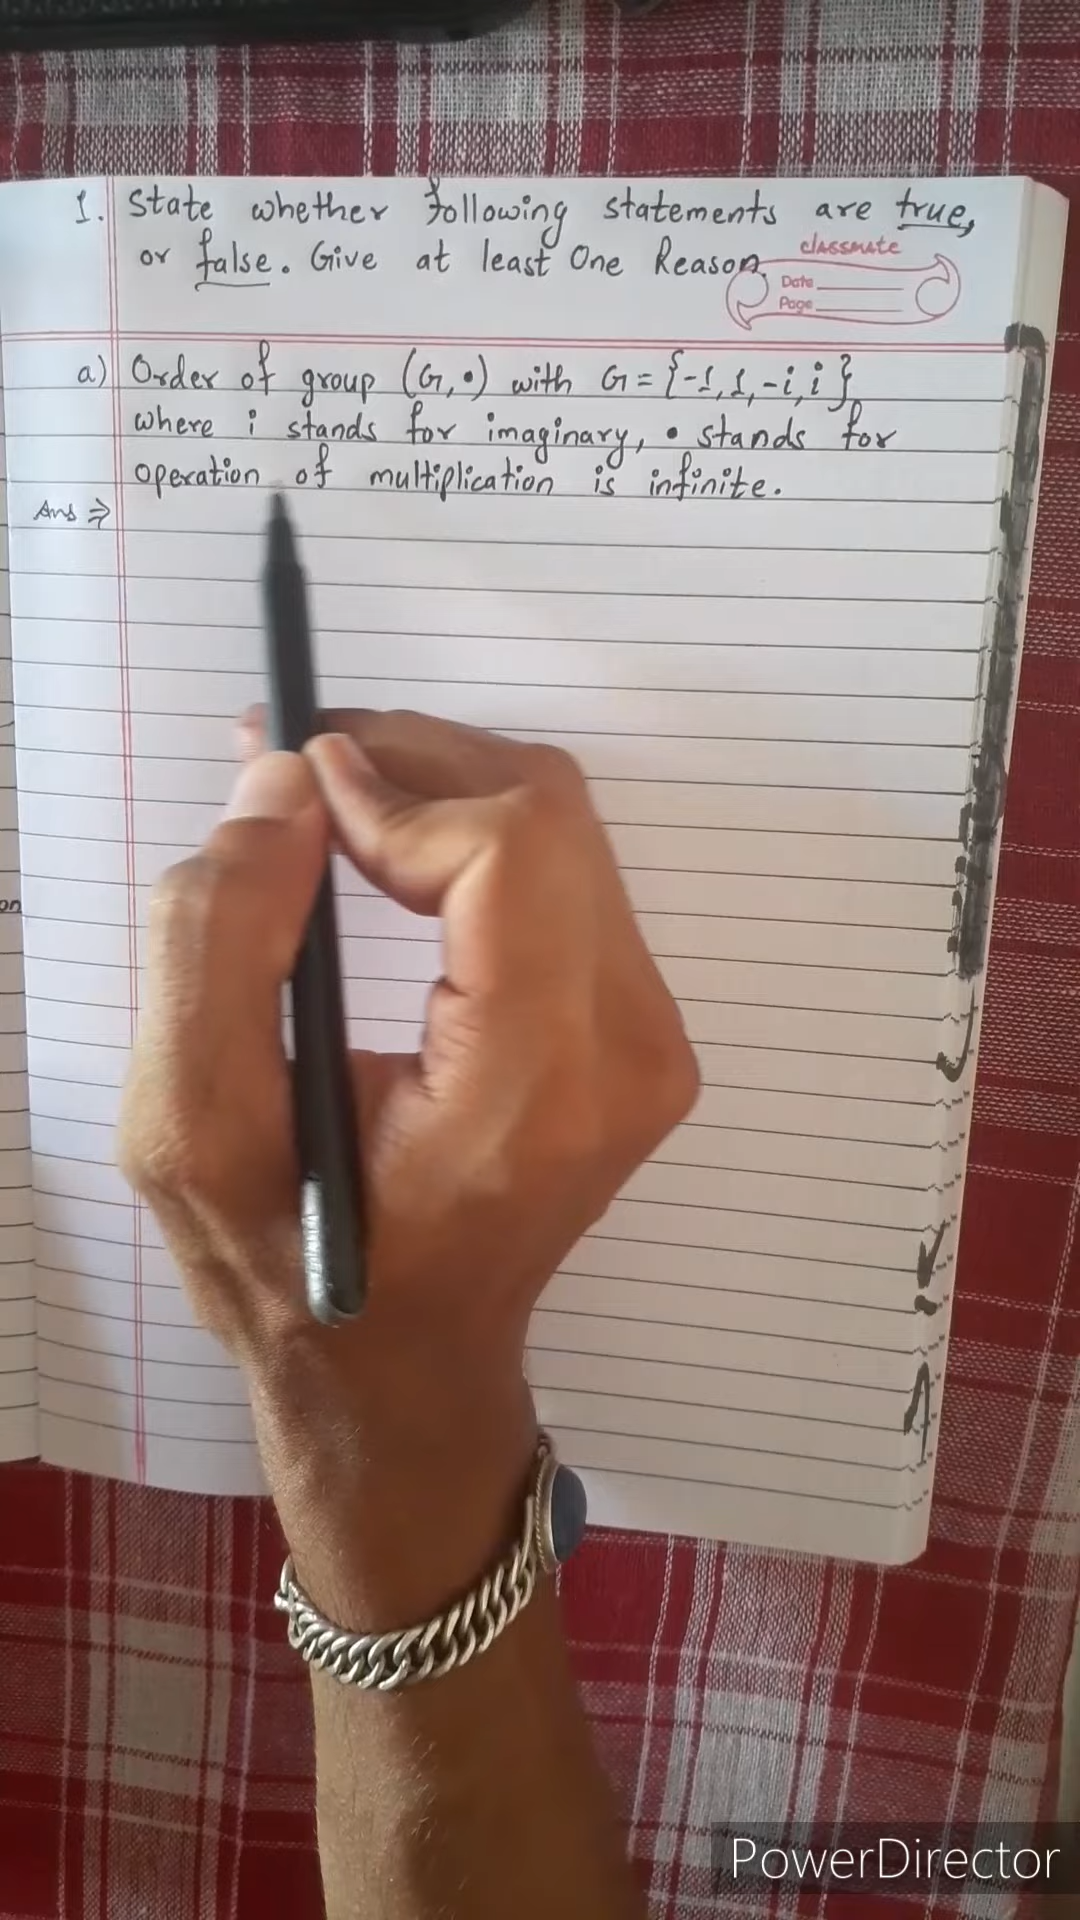 1. State whether following statements are true,
or false. Give at least One Reason.
classmate
Date
Page
a) Order of group (G, •) with G = {-1, 1, -i, i}
where i stands for imaginary, • stands for
operation of multiplication is infinite.
Ans ⇒
on
PowerDirector